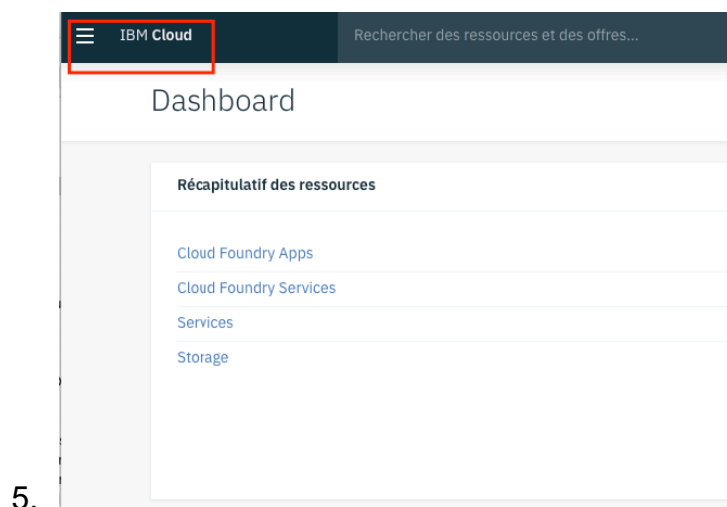 IBM Cloud Rechercher des ressources et des offres...
Dashboard
Récapitulatif des ressources
Cloud Foundry Apps
Cloud Foundry Services
Services
Storage
5.